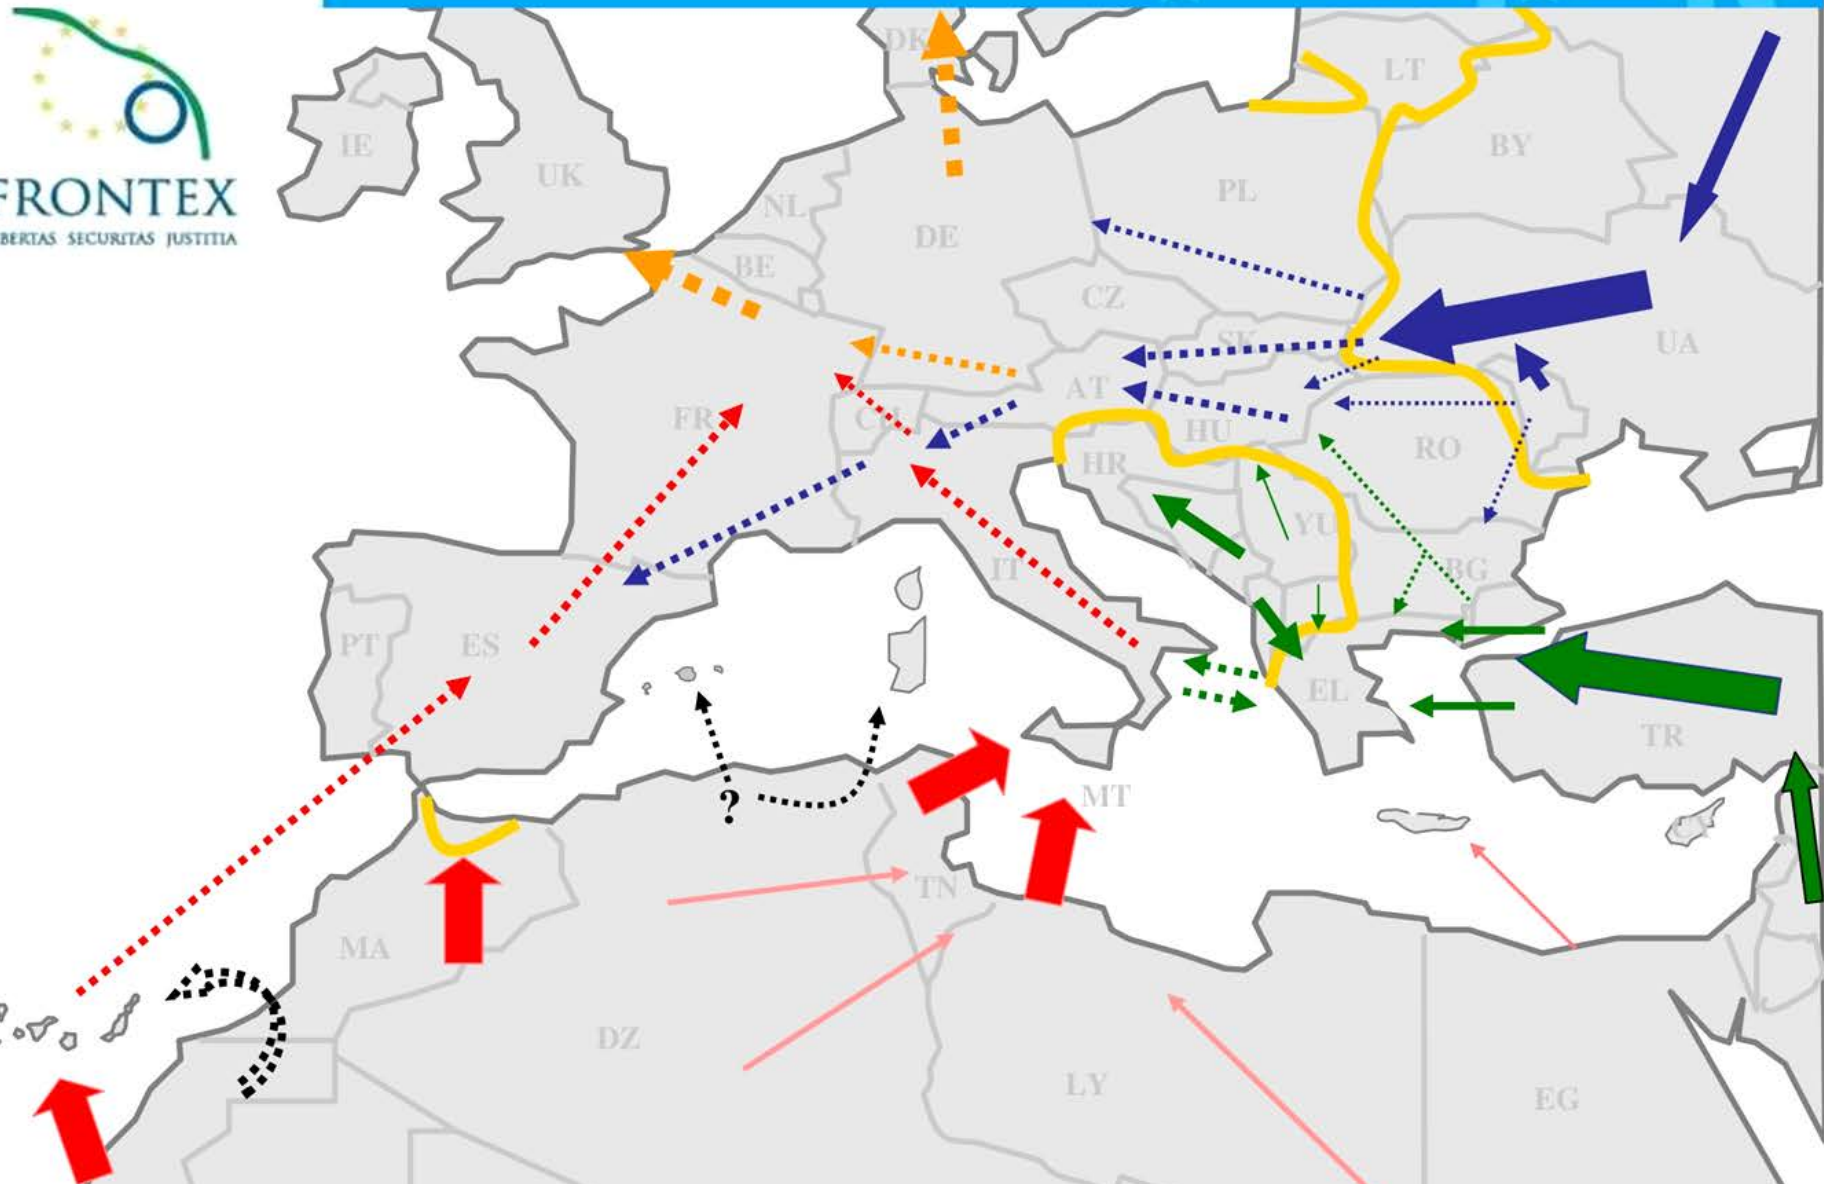 DK
LT
IE
BY
UK
PL
FRONTEX
NL
LIBERTAS SECURITAS JUSTITIA
DE
BE
CZ
SK
UA
AT
FR
CH
HU
RO
HR
YU
IT
BG
PT
ES
EL
TR
MT
?
TN
MA
DZ
LY
EG